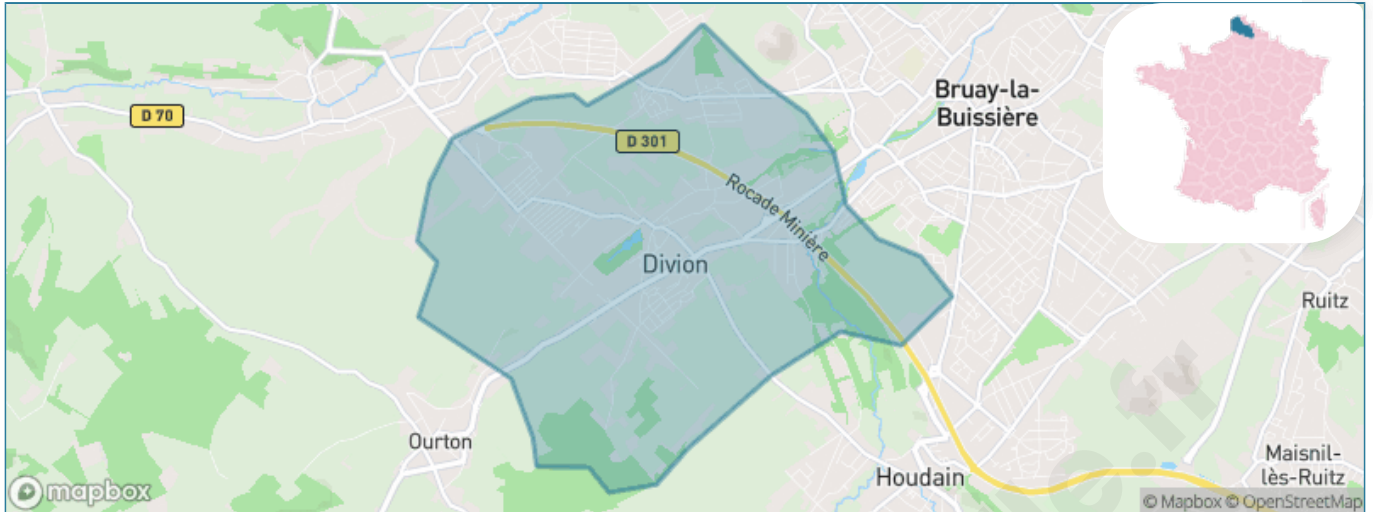 Bruay-la-
Buissière
D 70
D 301
Rocade Minière
Divion
Ruitz
Ourton
Houdain
Maisnil-
lès-Ruitz
mapbox
© Mapbox © OpenStreetMap